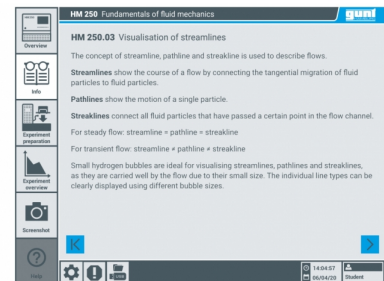 HM 250 Fundamentals of fluid mechanics
gunt
Overview
Info
Experiment
preparation
Experiment
overview
Screenshot
Help
HM 250.03 Visualisation of streamlines
The concept of streamline, pathline and streakline is used to describe flows.
Streamlines show the course of a flow by connecting the tangential migration of fluid
particles to fluid particles.
Pathlines show the motion of a single particle.
Streaklines connect all fluid particles that have passed a certain point in the flow channel.
For steady flow: streamline = pathline = streakline
For transient flow: streamline ≠ pathline ≠ streakline
Small hydrogen bubbles are ideal for visualising streamlines, pathlines and streaklines,
as they are carried well by the flow due to their small size. The individual line types can be
clearly displayed using different bubble sizes.
14:04:57
06/04/20
Student